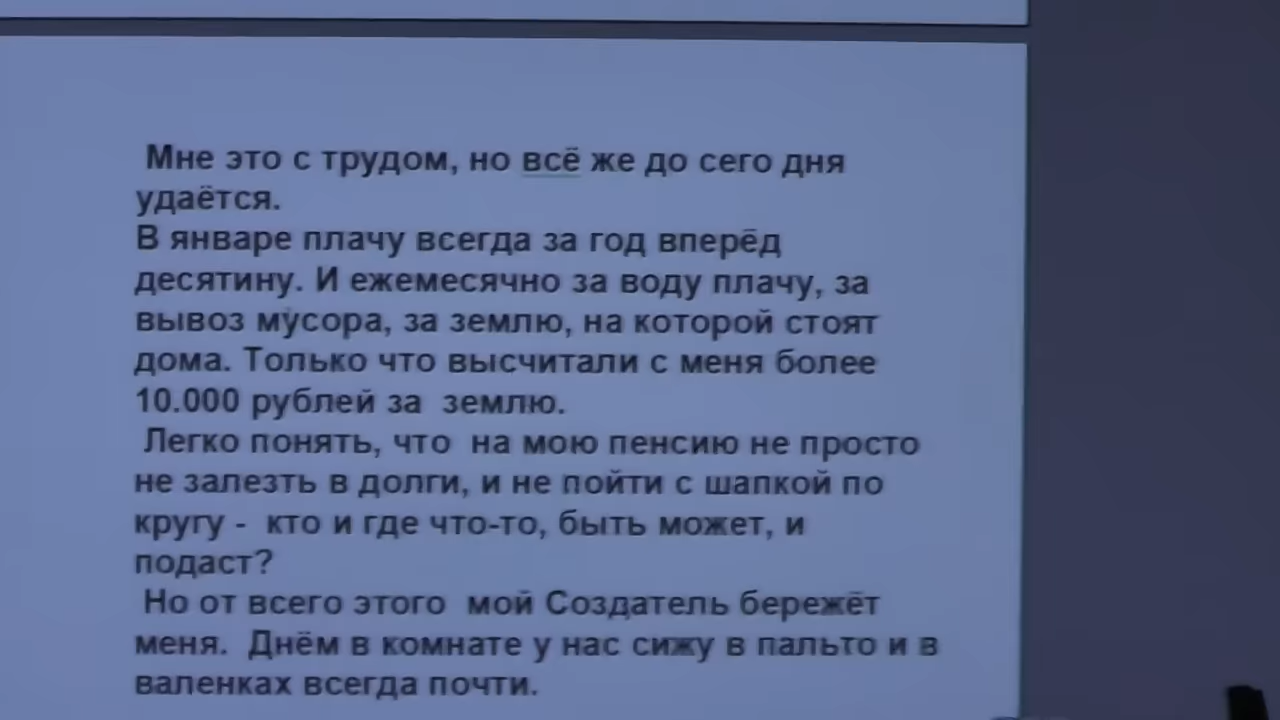 Мне это с трудом, но всё же до сего дня
удаётся.
В январе плачу всегда за год вперёд
десятину. И ежемесячно за воду плачу, за
вывоз мусора, за землю, на которой стоят
дома. Только что высчитали с меня более
10.000 рублей за землю.
Легко понять, что на мою пенсию не просто
не залезть в долги, и не пойти с шапкой по
кругу - кто и где что-то, быть может, и
подаст?
Но от всего этого мой Создатель бережёт
меня. Днём в комнате у нас сижу в пальто и в
валенках всегда почти.